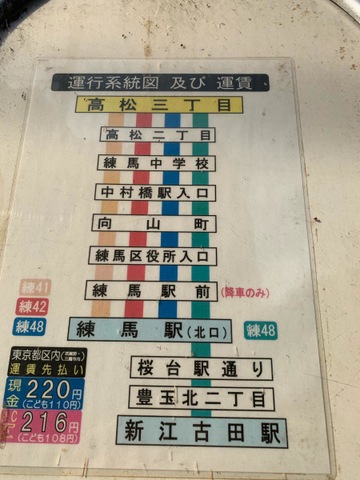 運行系統図 及び 運賃
高松三丁目
高松二丁目
練馬中学校
中村橋駅入口
向山町
練馬区役所入口
練41
練馬駅前 (降車のみ)
練42
練48 練馬駅(北口) 練48
東京都区内
運賃先払い
桜台駅通り
現金 220円
(こども110円)
豊玉北二丁目
216円
(こども108円)
新江古田駅